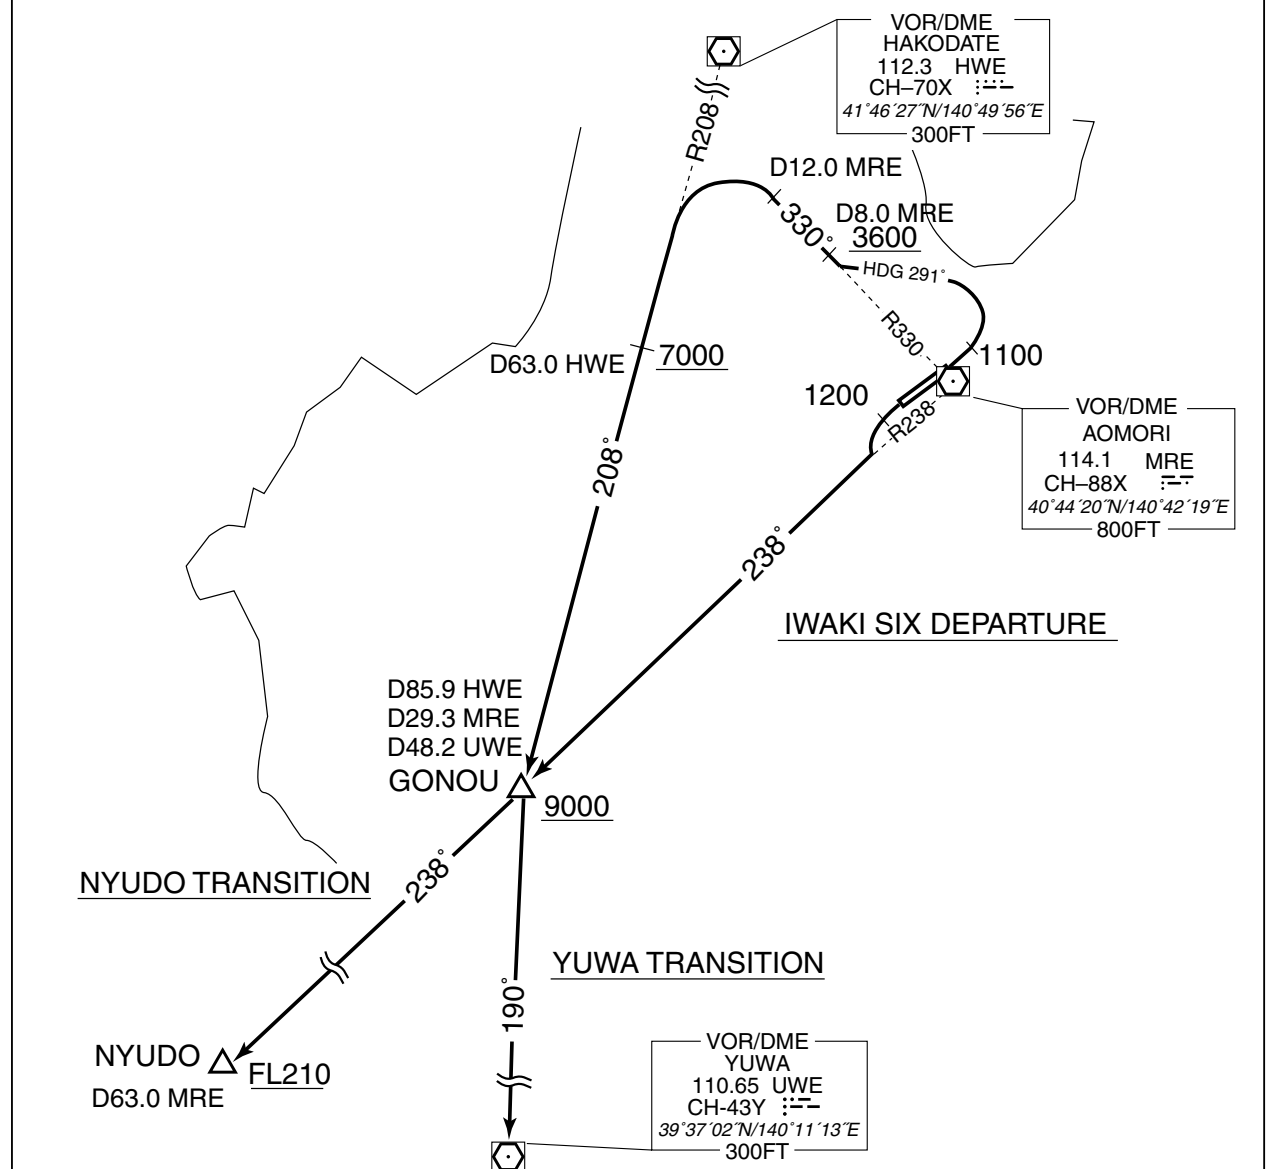 VOR/DME
HAKODATE
112.3 HWE
CH–70X
41°46´27˝N/140°49´56˝E
300FT
R208
D12.0 MRE
330°
D8.0 MRE
3600
HDG 291°
R330
1100
D63.0 HWE
7000
1200
R238
VOR/DME
AOMORI
114.1 MRE
CH–88X
40°44´20˝N/140°42´19˝E
800FT
208°
238°
IWAKI SIX DEPARTURE
D85.9 HWE
D29.3 MRE
D48.2 UWE
GONOU
9000
NYUDO TRANSITION
238°
YUWA TRANSITION
190°
NYUDO
FL210
D63.0 MRE
VOR/DME
YUWA
110.65 UWE
CH-43Y
39°37´02˝N/140°11´13˝E
300FT